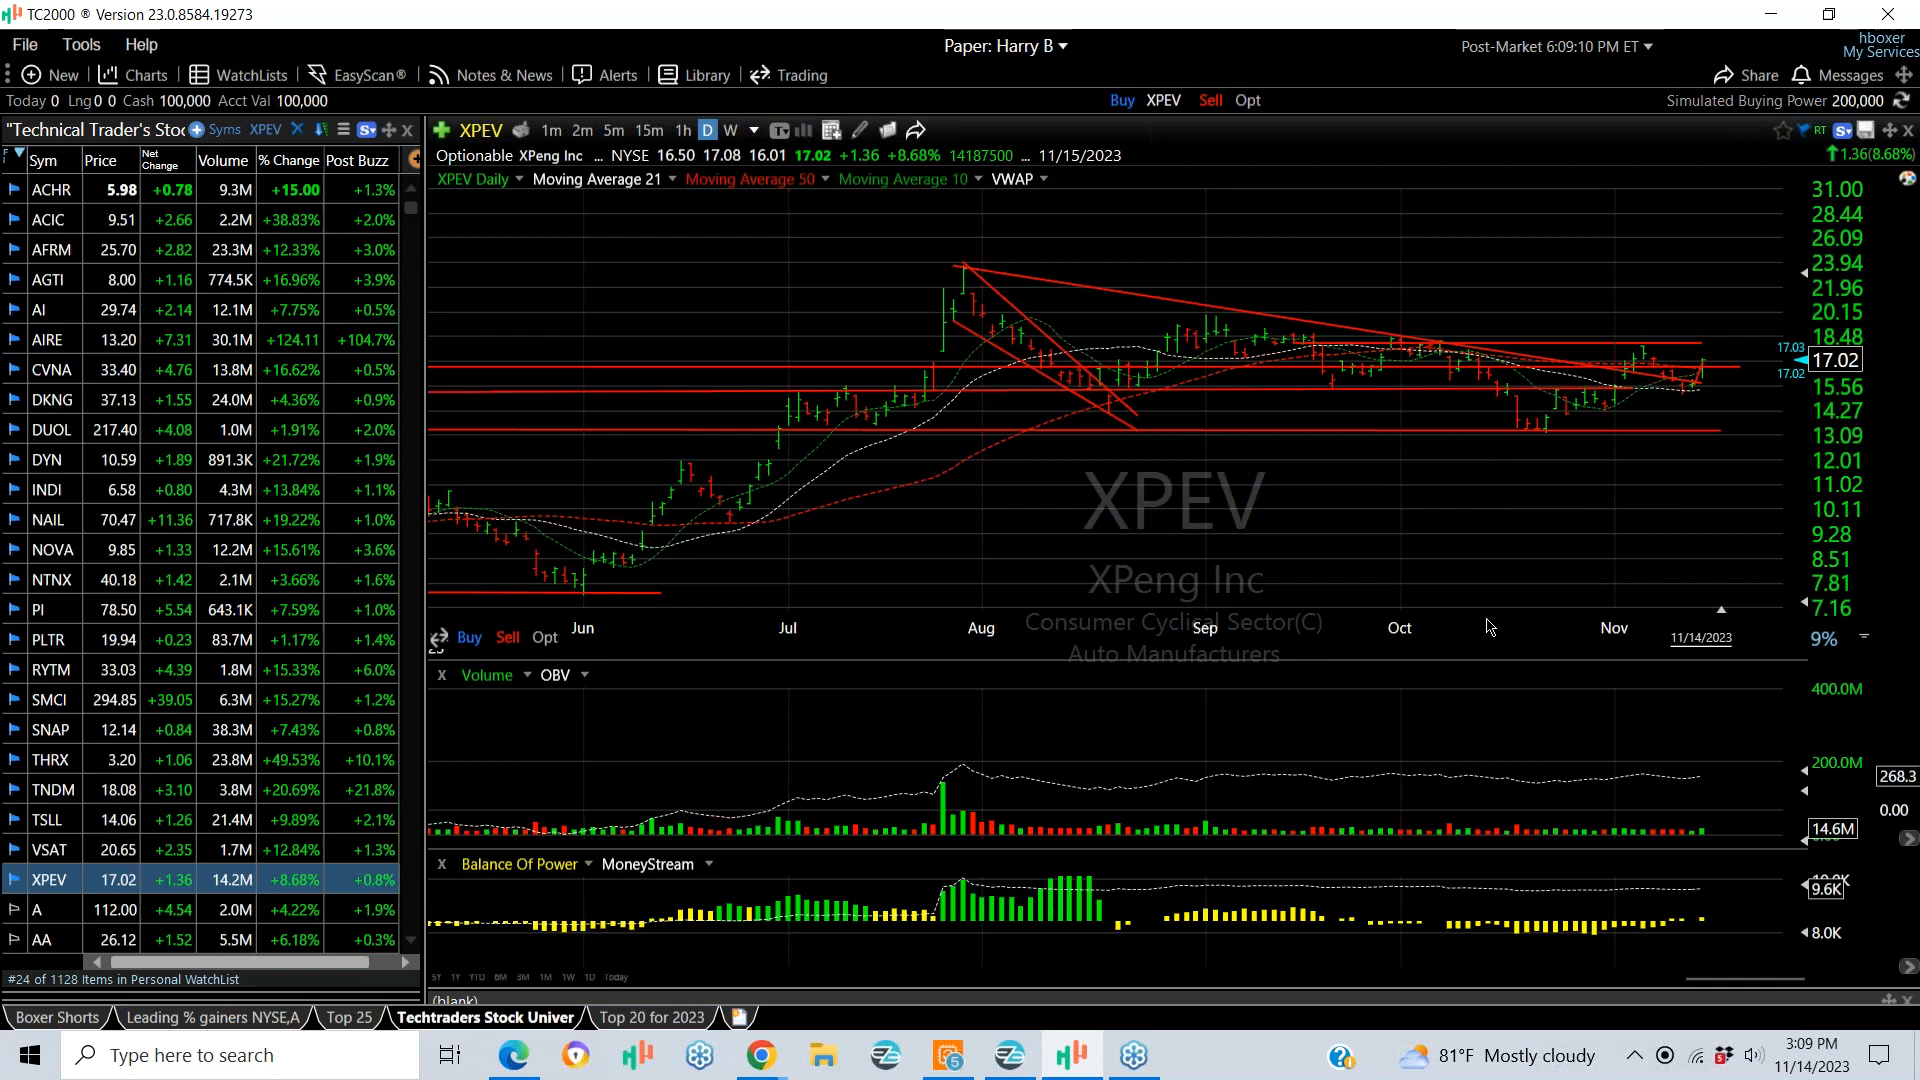 TC2000 ® Version 23.0.8584.19273
File Tools Help
Paper: Harry B
Post-Market 6:09:10 PM ET
hboxer
My Services
New Charts WatchLists EasyScan® Notes & News Alerts Library Trading
Share Messages
Today 0 Lng 0 0 Cash 100,000 Acct Val 100,000
Buy XPEV Sell Opt
Simulated Buying Power 200,000
"Technical Trader's Stoc Syms XPEV
XPEV 1m 2m 5m 15m 1h D W
RT
Optionable XPeng Inc ... NYSE 16.50 17.08 16.01 17.02 +1.36 +8.68% 14187500 ... 11/15/2023
1.36(8.68%)
XPEV Daily Moving Average 21 Moving Average 50 Moving Average 10 VWAP
Sym Price Net Change Volume % Change Post Buzz
ACHR 5.98 +0.78 9.3M +15.00 +1.3%
ACIC 9.51 +2.66 2.2M +38.83% +2.0%
AFRM 25.70 +2.82 23.3M +12.33% +3.0%
AGTI 8.00 +1.16 774.5K +16.96% +3.9%
AI 29.74 +2.14 12.1M +7.75% +0.5%
AIRE 13.20 +7.31 30.1M +124.11 +104.7%
CVNA 33.40 +4.76 13.8M +16.62% +0.5%
DKNG 37.13 +1.55 24.0M +4.36% +0.9%
DUOL 217.40 +4.08 1.0M +1.91% +2.0%
DYN 10.59 +1.89 891.3K +21.72% +1.9%
INDI 6.58 +0.80 4.3M +13.84% +1.1%
NAIL 70.47 +11.36 717.8K +19.22% +1.0%
NOVA 9.85 +1.33 12.2M +15.61% +3.6%
NTNX 40.18 +1.42 2.1M +3.66% +1.6%
PI 78.50 +5.54 643.1K +7.59% +1.0%
PLTR 19.94 +0.23 83.7M +1.17% +1.4%
RYTM 33.03 +4.39 1.8M +15.33% +6.0%
SMCI 294.85 +39.05 6.3M +15.27% +1.2%
SNAP 12.14 +0.84 38.3M +7.43% +0.8%
THRX 3.20 +1.06 23.8M +49.53% +10.1%
TNDM 18.08 +3.10 3.8M +20.69% +21.8%
TSLL 14.06 +1.26 21.4M +9.89% +2.1%
VSAT 20.65 +2.35 1.7M +12.84% +1.3%
XPEV 17.02 +1.36 14.2M +8.68% +0.8%
A 112.00 +4.54 2.0M +4.22% +1.9%
AA 26.12 +1.52 5.5M +6.18% +0.3%
#24 of 1128 Items in Personal WatchList
31.00
28.44
26.09
23.94
21.96
20.15
18.48
17.03
17.02
17.02
15.56
14.27
13.09
12.01
11.02
10.11
9.28
8.51
7.81
7.16
XPEV
XPeng Inc
Consumer Cyclical Sector(C)
Auto Manufacturers
Buy Sell Opt
Jun Jul Aug Sep Oct Nov
11/14/2023
9%
X Volume OBV
400.0M
200.0M
268.3
0.00
14.6M
X Balance Of Power MoneyStream
9.6K
8.0K
5Y 1Y YTD 6M 3M 1M 1W 1D Today
(blank)
Boxer Shorts Leading % gainers NYSE,A Top 25 Techtraders Stock Univer Top 20 for 2023
Type here to search
81°F Mostly cloudy
3:09 PM
11/14/2023